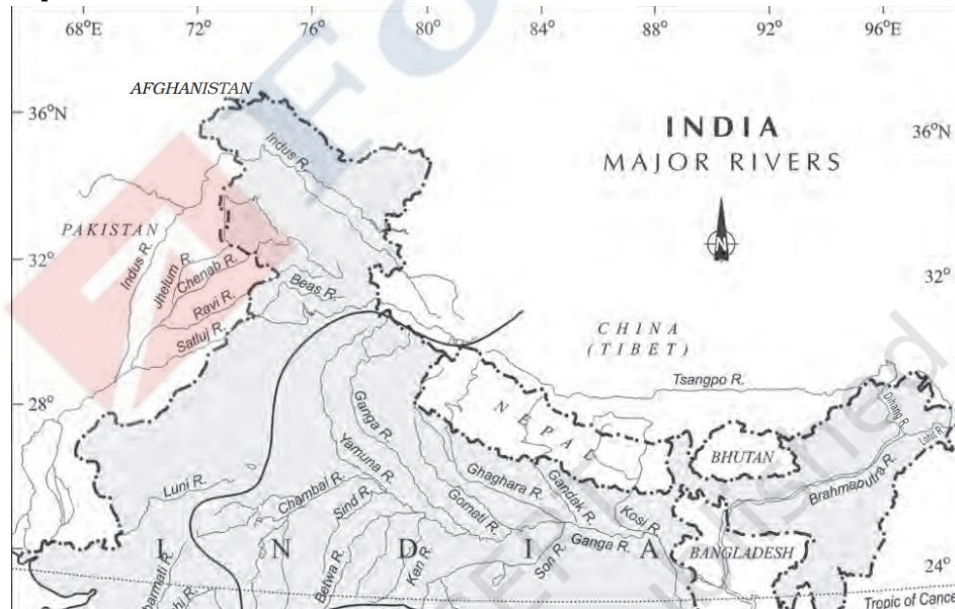 68°E 72° 76° 80° 84° 88° 92° 96°E
AFGHANISTAN
36°N
INDIA
36°N
MAJOR RIVERS
Indus R.
N
PAKISTAN
Indus R.
Jhelum R.
Chenab R.
Ravi R.
Satluj R.
Beas R.
32°
32°
CHINA
(TIBET)
Tsangpo R.
28°
NEPAL
BHUTAN
Dihang R.
Lohit R.
Brahmaputra R.
Ganga R.
Yamuna R.
Ghaghara R.
Gomati R.
Gandak R.
Kosi R.
Luni R.
Chambal R.
Sind R.
Betwa R.
Ken R.
Son R.
Ganga R.
I N D I A
BANGLADESH
24°
Tropic of Cance